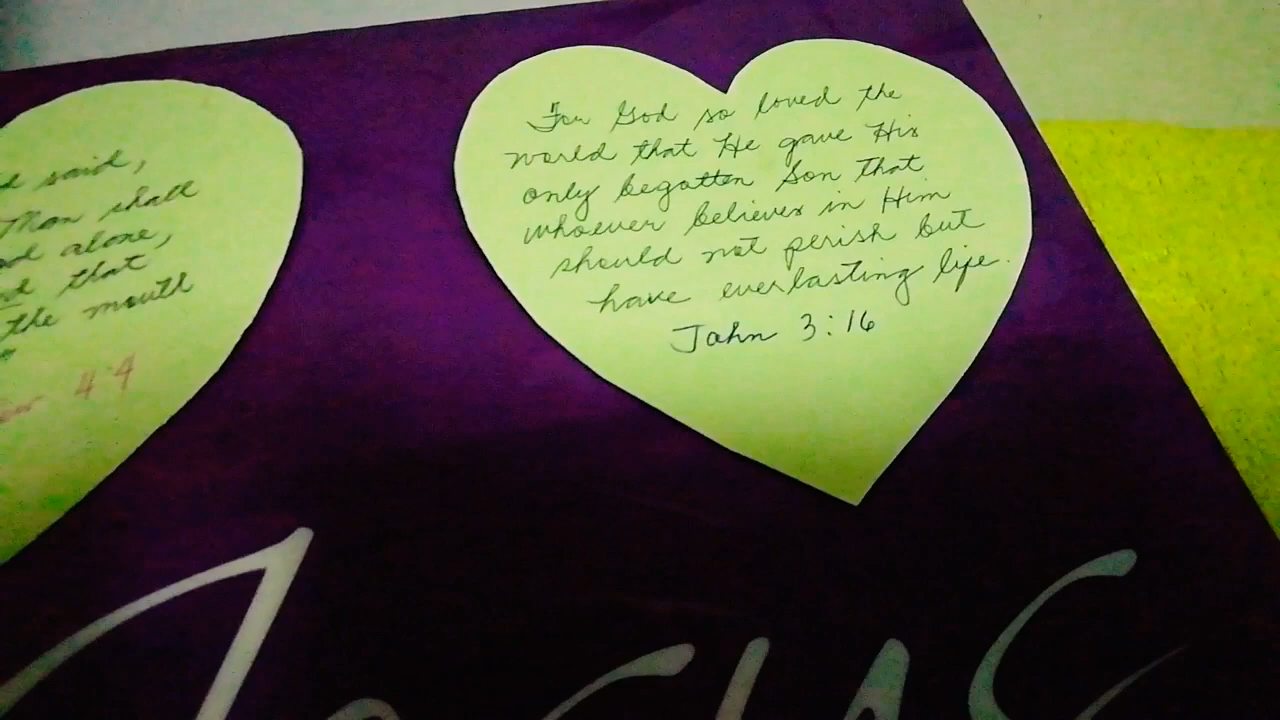 d said,
Man shall
alone,
that
the mouth
4:4
For God so loved the
world that He gave His
only begotten Son that
whoever believes in Him
should not perish but
have everlasting life.
John 3:16
Jesus